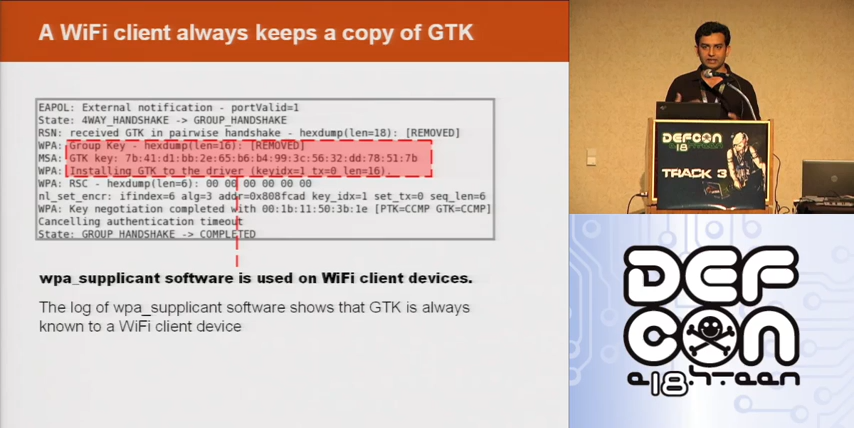 A WiFi client always keeps a copy of GTK
EAPOL: External notification - portValid=1
State: 4WAY_HANDSHAKE -> GROUP_HANDSHAKE
RSN: received GTK in pairwise handshake - hexdump(len=18): [REMOVED]
WPA: Group Key - hexdump(len=16): [REMOVED]
MSA: GTK key: 7b:41:d1:bb:2e:65:b6:b4:99:3c:56:32:dd:78:51:7b
WPA: Installing GTK to the driver (keyidx=1 tx=0 len=16).
WPA: RSC - hexdump(len=6): 00 00 00 00 00 00
nl_set_encr: ifindex=6 alg=3 addr=0x808fcad key_idx=1 set_tx=0 seq_len=6
WPA: Key negotiation completed with 00:1b:11:50:3b:1e [PTK=CCMP GTK=CCMP]
Cancelling authentication timeout
State: GROUP_HANDSHAKE -> COMPLETED
wpa_supplicant software is used on WiFi client devices.
The log of wpa_supplicant software shows that GTK is always
known to a WiFi client device
DEFCON
18
TRACK 3
DEF
CON
e18h-teen